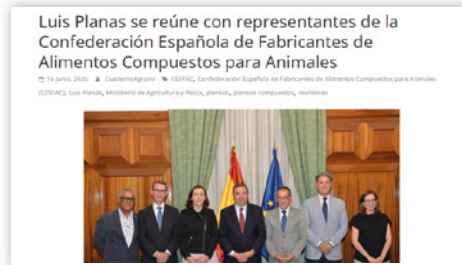 Luis Planas se reúne con representantes de la
Confederación Española de Fabricantes de
Alimentos Compuestos para Animales
16 junio, 2026 CuadernoAgrario CESFAC, Confederación Española de Fabricantes de Alimentos Compuestos para Animales
(CESFAC), Luis Planas, Ministerio de Agricultura y Pesca, piensos, piensos compuestos, reuniones